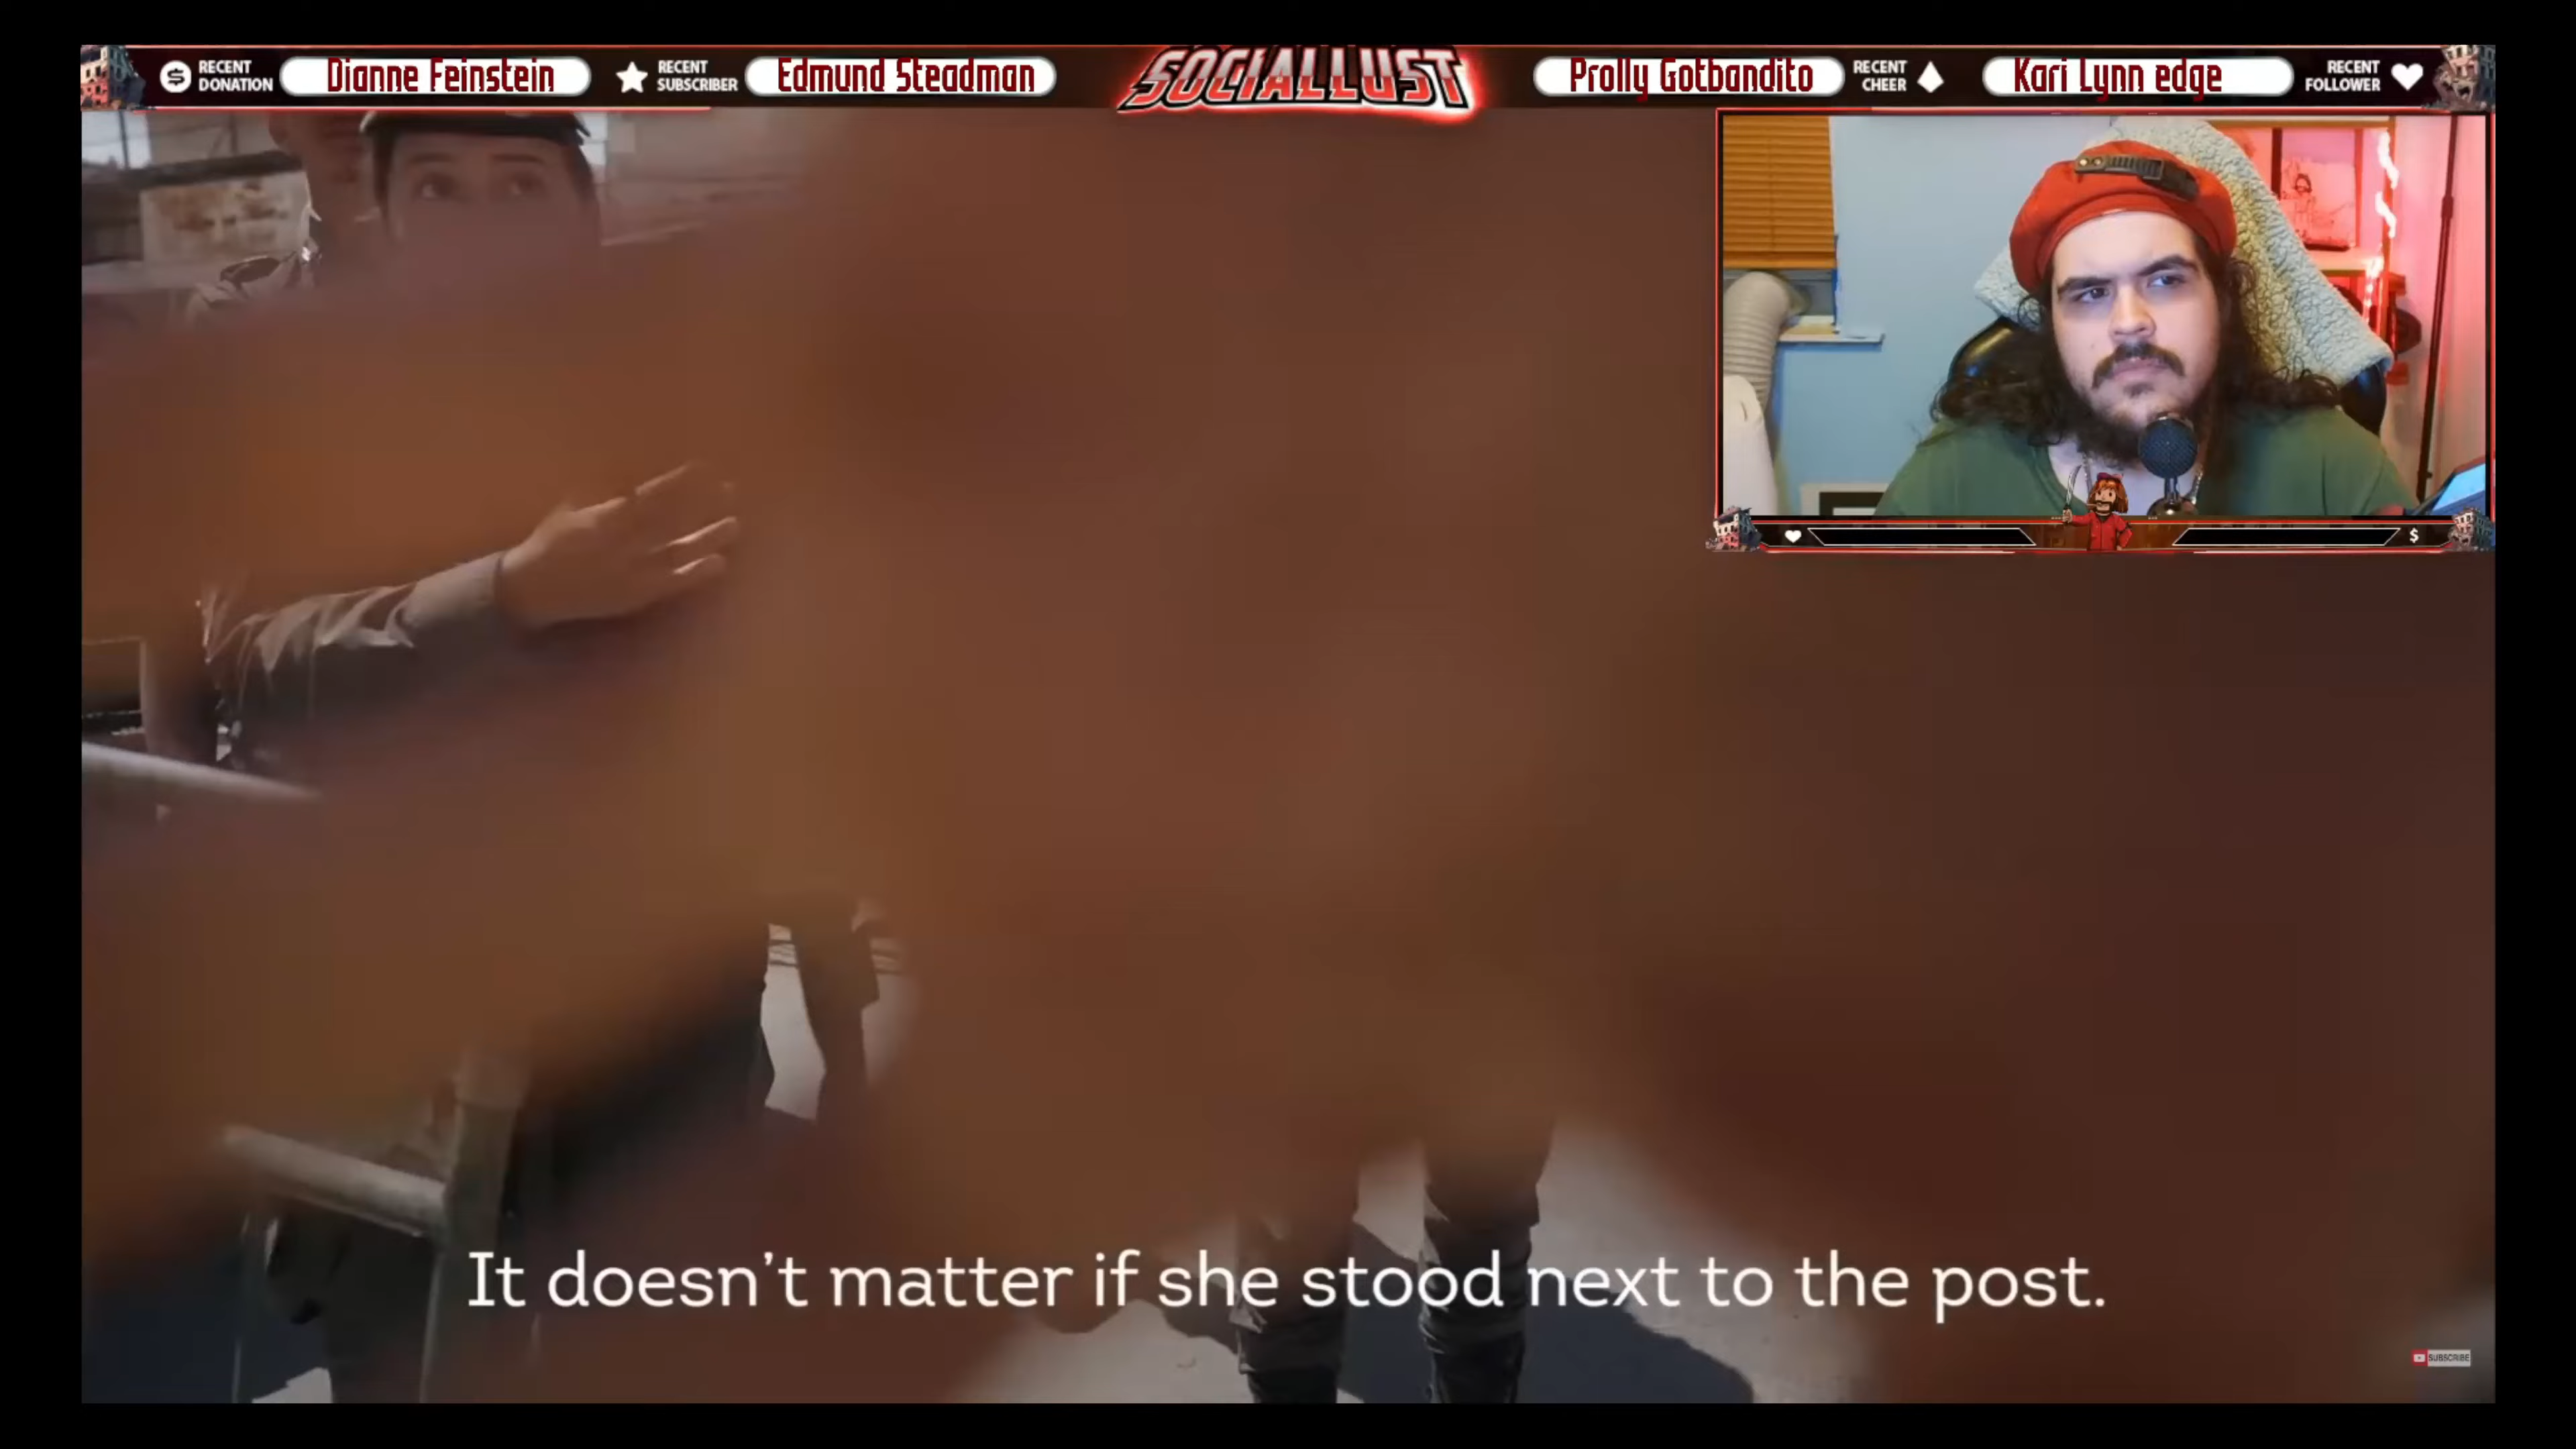 RECENT DONATION
Dianne Feinstein
RECENT SUBSCRIBER
Edmund Steadman
SOCIALLUST
Prolly Gotbandito
RECENT CHEER
Kari Lynn edge
RECENT FOLLOWER
$
It doesn't matter if she stood next to the post.
SUBSCRIBE